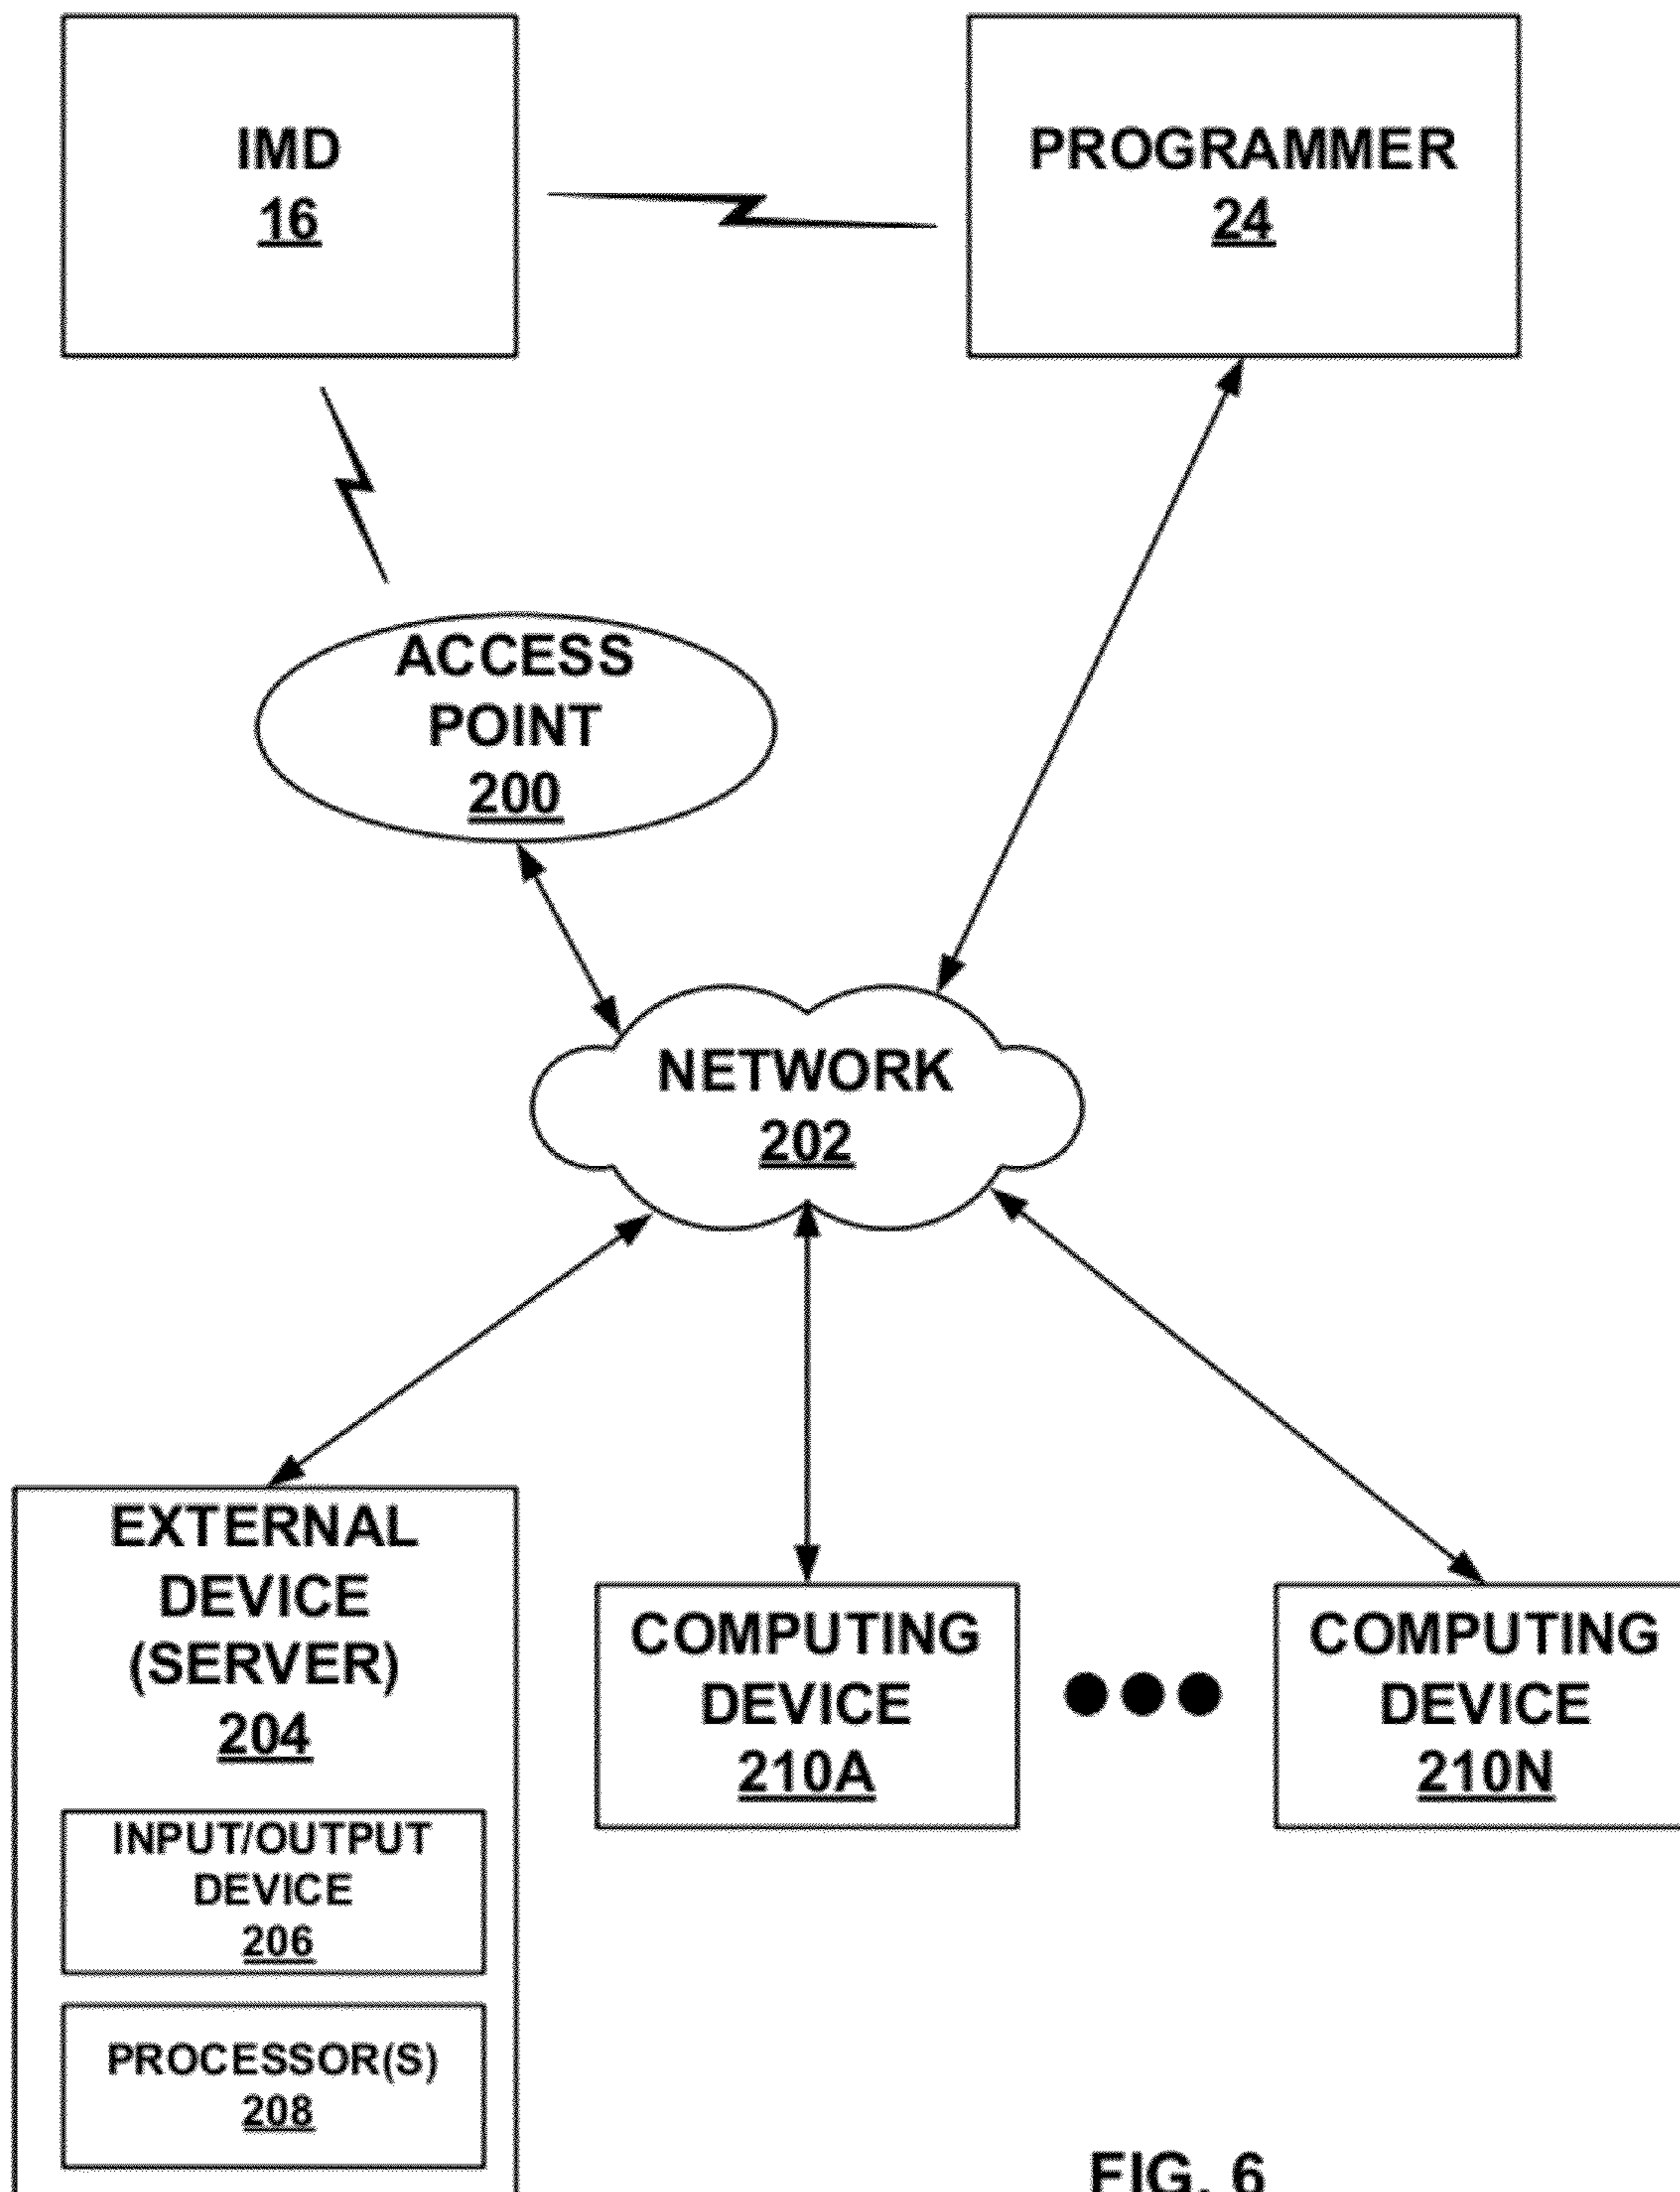 IMD
16
PROGRAMMER
24
ACCESS
POINT
200
NETWORK
202
EXTERNAL
DEVICE
(SERVER)
204
INPUT/OUTPUT
DEVICE
206
PROCESSOR(S)
208
COMPUTING
DEVICE
210A
COMPUTING
DEVICE
210N
FIG. 6